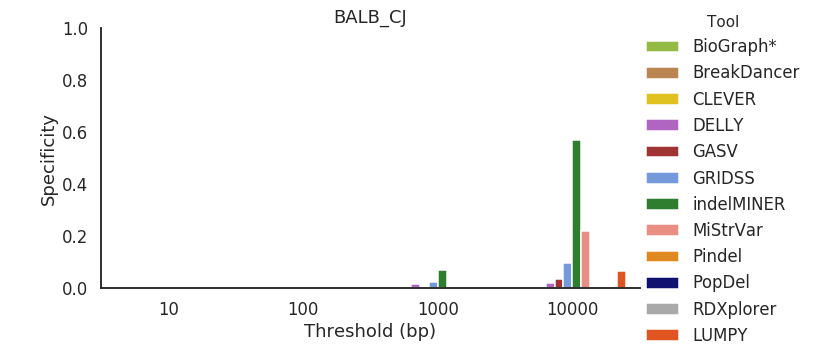 BALB_CJ
Specificity
1.0
0.8
0.6
0.4
0.2
0.0
10 100 1000 10000
Threshold (bp)
Tool
BioGraph*
BreakDancer
CLEVER
DELLY
GASV
GRIDSS
indelMINER
MiStrVar
Pindel
PopDel
RDXplorer
LUMPY